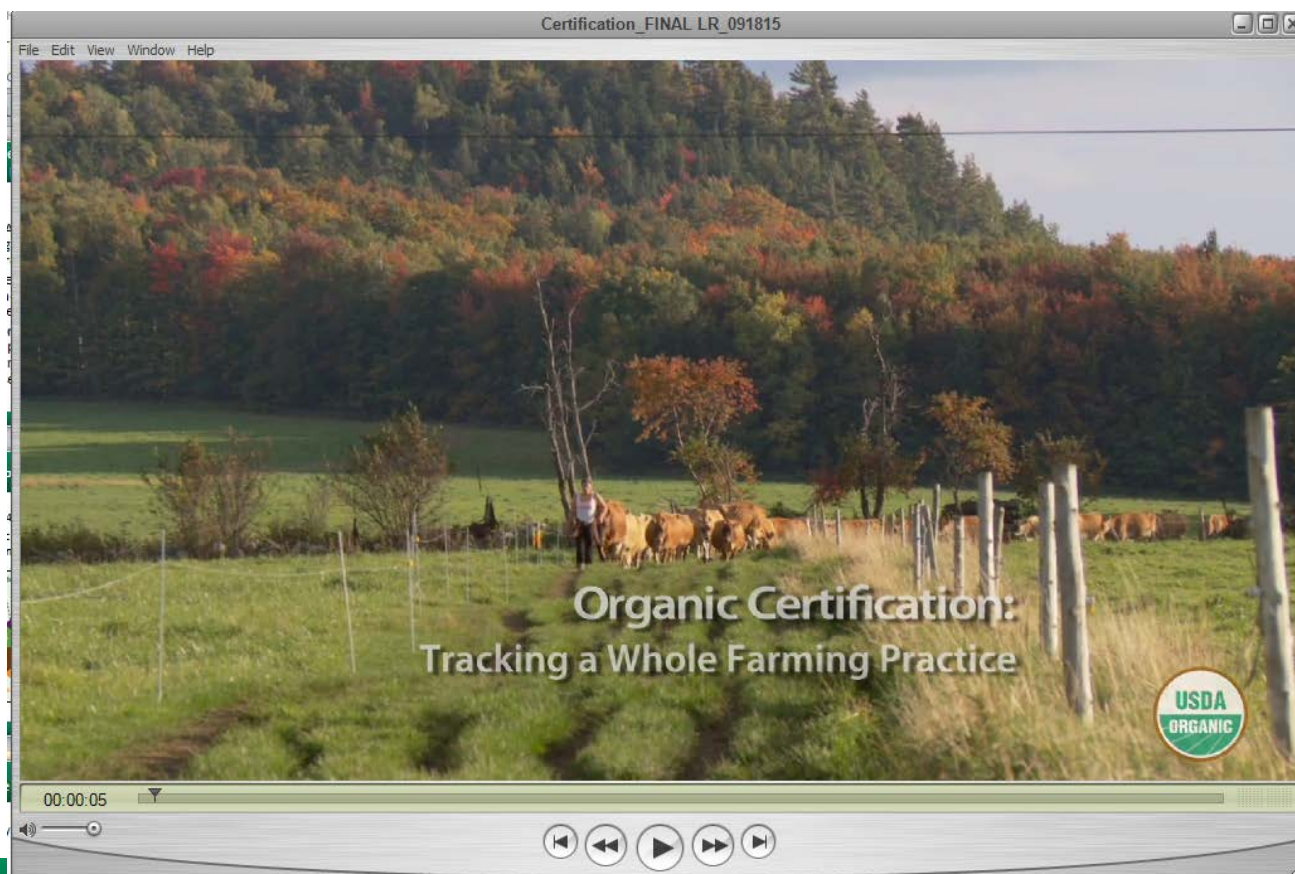 Certification_FINAL LR_091815
File Edit View Window Help
Organic Certification:
Tracking a Whole Farming Practice
USDA
ORGANIC
00:00:05